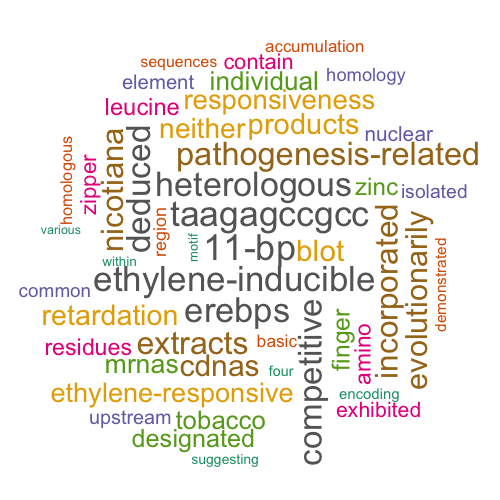 accumulation
sequences contain
element individual homology
leucine responsiveness
neither products nuclear
pathogenesis-related
homologous zipper nicotiana deduced heterologous zinc isolated
various region taagagccgcc
within motif 11-bp blot incorporated evolutionarily demonstrated
common ethylene-inducible
retardation erebps
residues extracts basic competitive finger amino
mrnas cdnas four
ethylene-responsive encoding
upstream tobacco exhibited
designated
suggesting